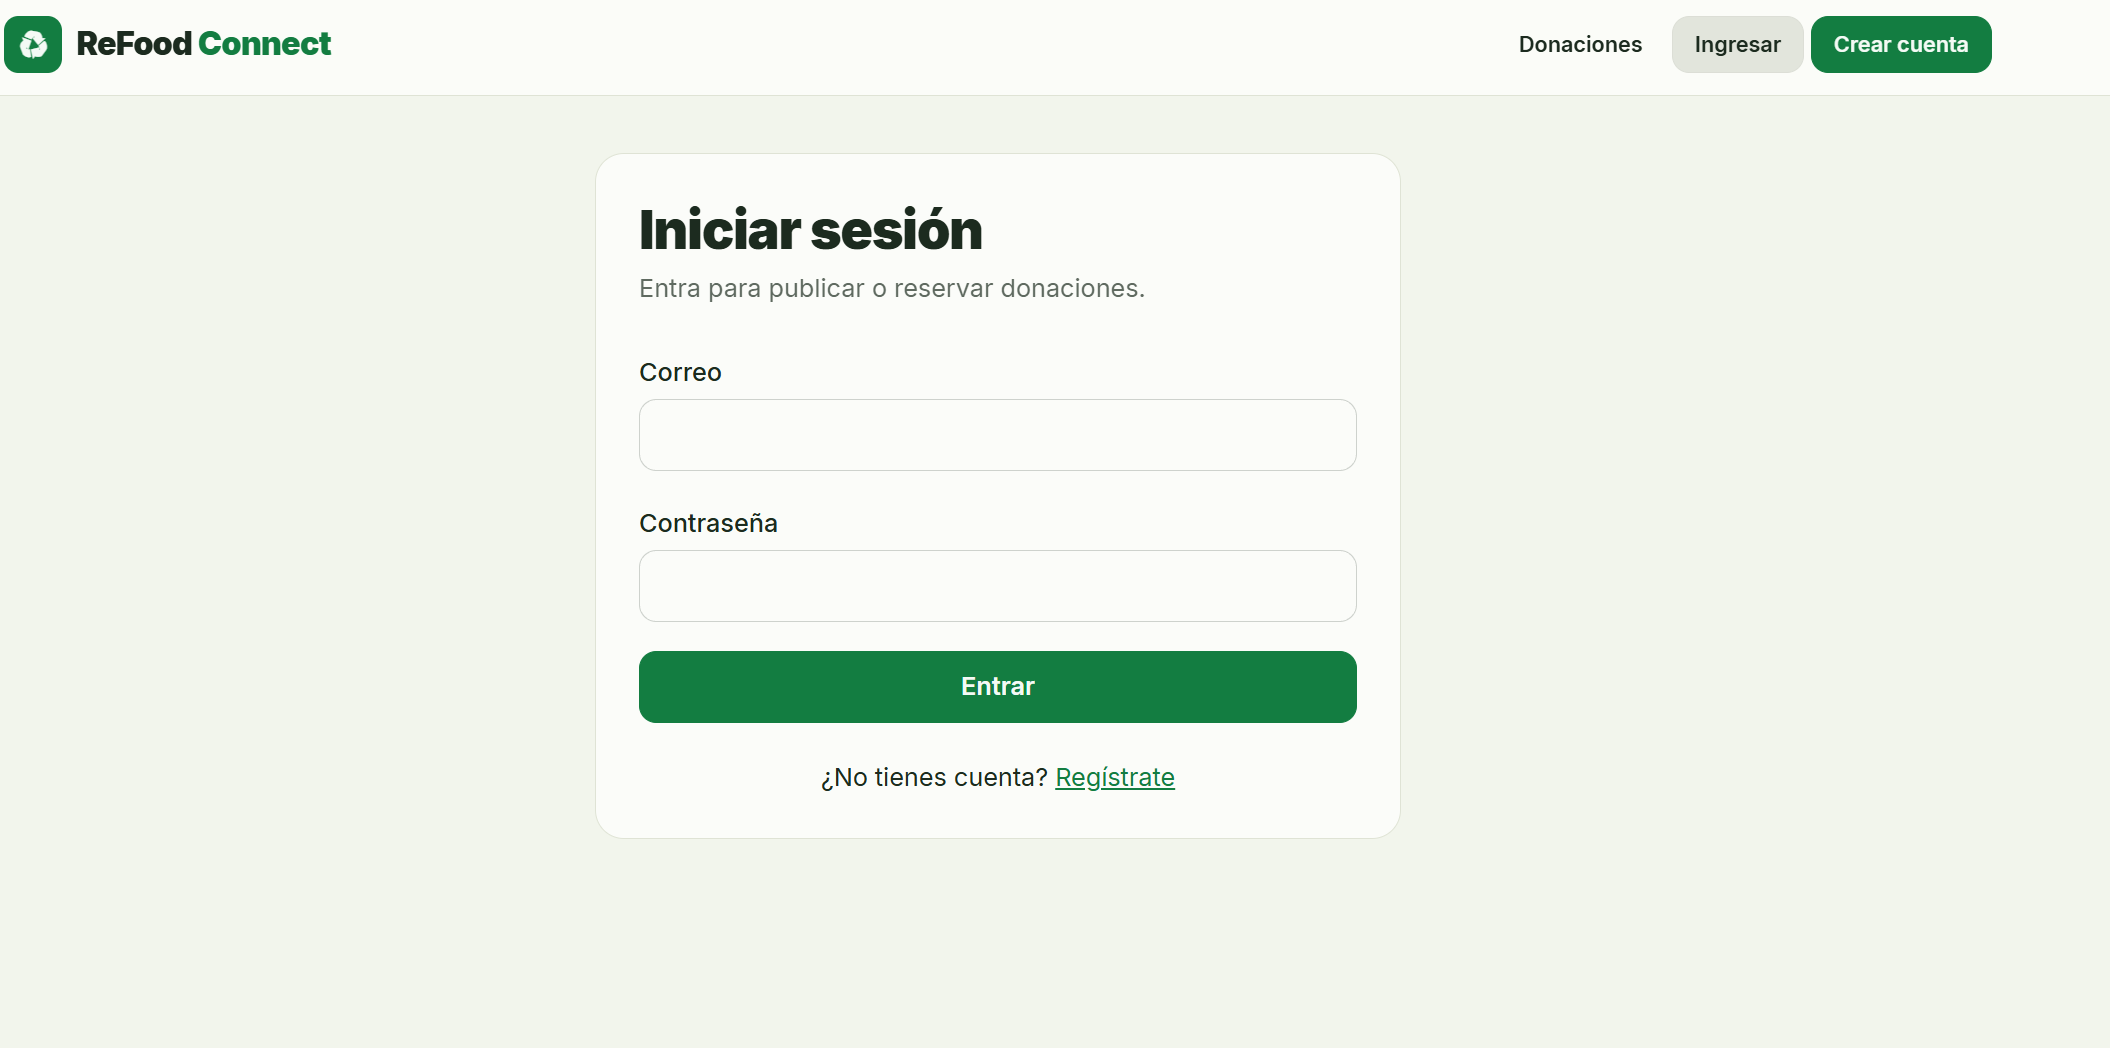 ReFood Connect
Donaciones
Ingresar
Crear cuenta
Iniciar sesión
Entra para publicar o reservar donaciones.
Correo
Contraseña
Entrar
¿No tienes cuenta? Regístrate